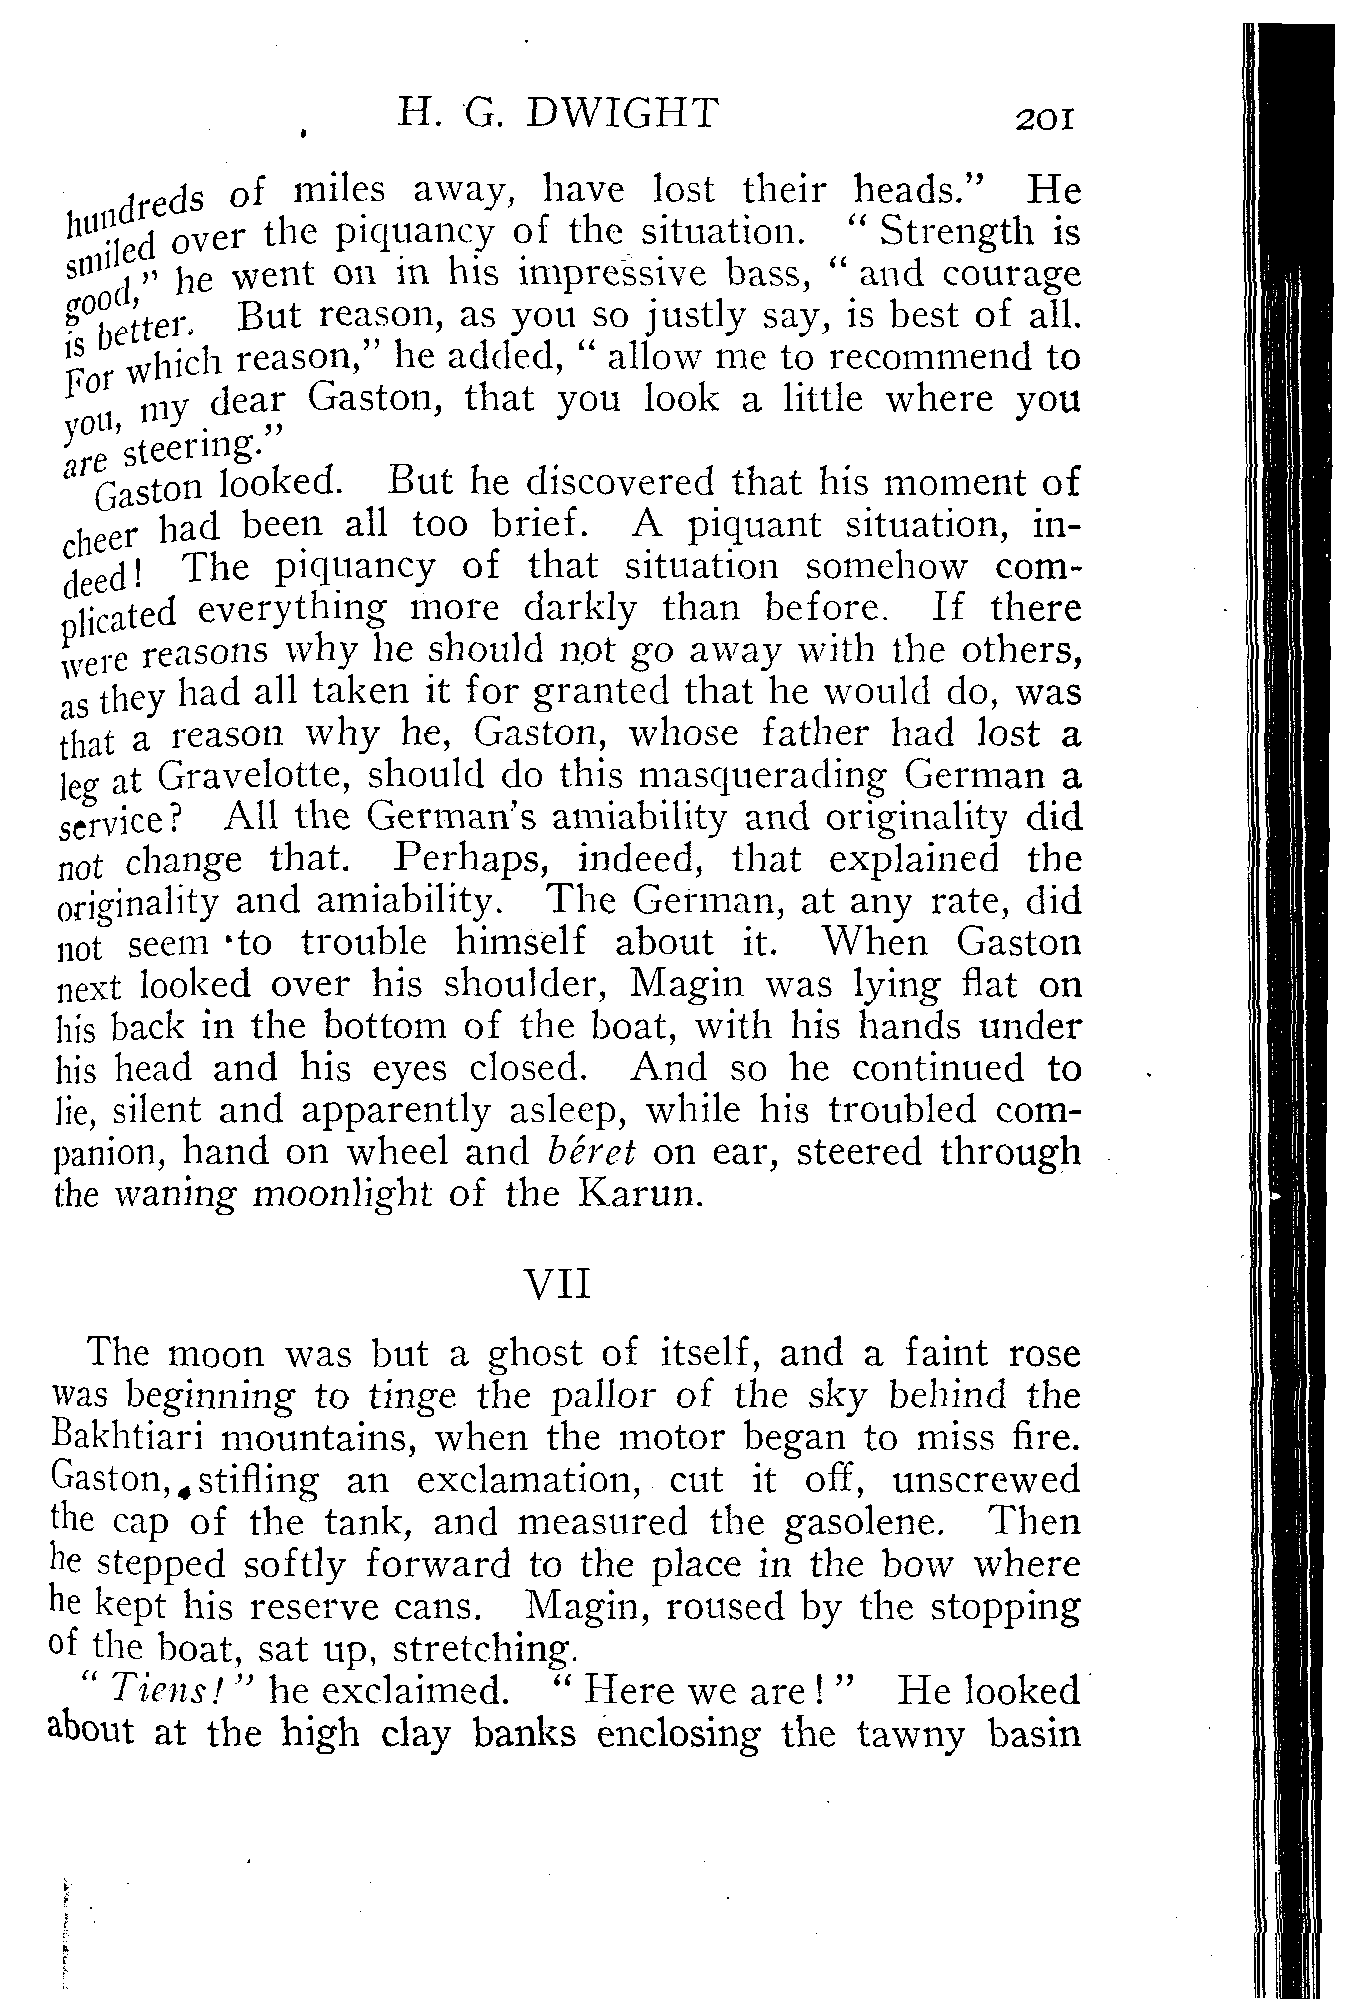 H. G. DWIGHT 201
hundreds of miles away, have lost their heads." He
smiled over the piquancy of the situation. " Strength is
good," he went on in his impressive bass, " and courage
is better. But reason, as you so justly say, is best of all.
For which reason," he added, " allow me to recommend to
you, my dear Gaston, that you look a little where you
are steering."
Gaston looked. But he discovered that his moment of
cheer had been all too brief. A piquant situation, in-
deed! The piquancy of that situation somehow com-
plicated everything more darkly than before. If there
were reasons why he should not go away with the others,
as they had all taken it for granted that he would do, was
that a reason why he, Gaston, whose father had lost a
leg at Gravelotte, should do this masquerading German a
service? All the German's amiability and originality did
not change that. Perhaps, indeed, that explained the
originality and amiability. The German, at any rate, did
not seem to trouble himself about it. When Gaston
next looked over his shoulder, Magin was lying flat on
his back in the bottom of the boat, with his hands under
his head and his eyes closed. And so he continued to
lie, silent and apparently asleep, while his troubled com-
panion, hand on wheel and béret on ear, steered through
the waning moonlight of the Karun.
VII
The moon was but a ghost of itself, and a faint rose
was beginning to tinge the pallor of the sky behind the
Bakhtiari mountains, when the motor began to miss fire.
Gaston, stifling an exclamation, cut it off, unscrewed
the cap of the tank, and measured the gasolene. Then
he stepped softly forward to the place in the bow where
he kept his reserve cans. Magin, roused by the stopping
of the boat, sat up, stretching.
" Tiens! " he exclaimed. " Here we are! " He looked
about at the high clay banks enclosing the tawny basin